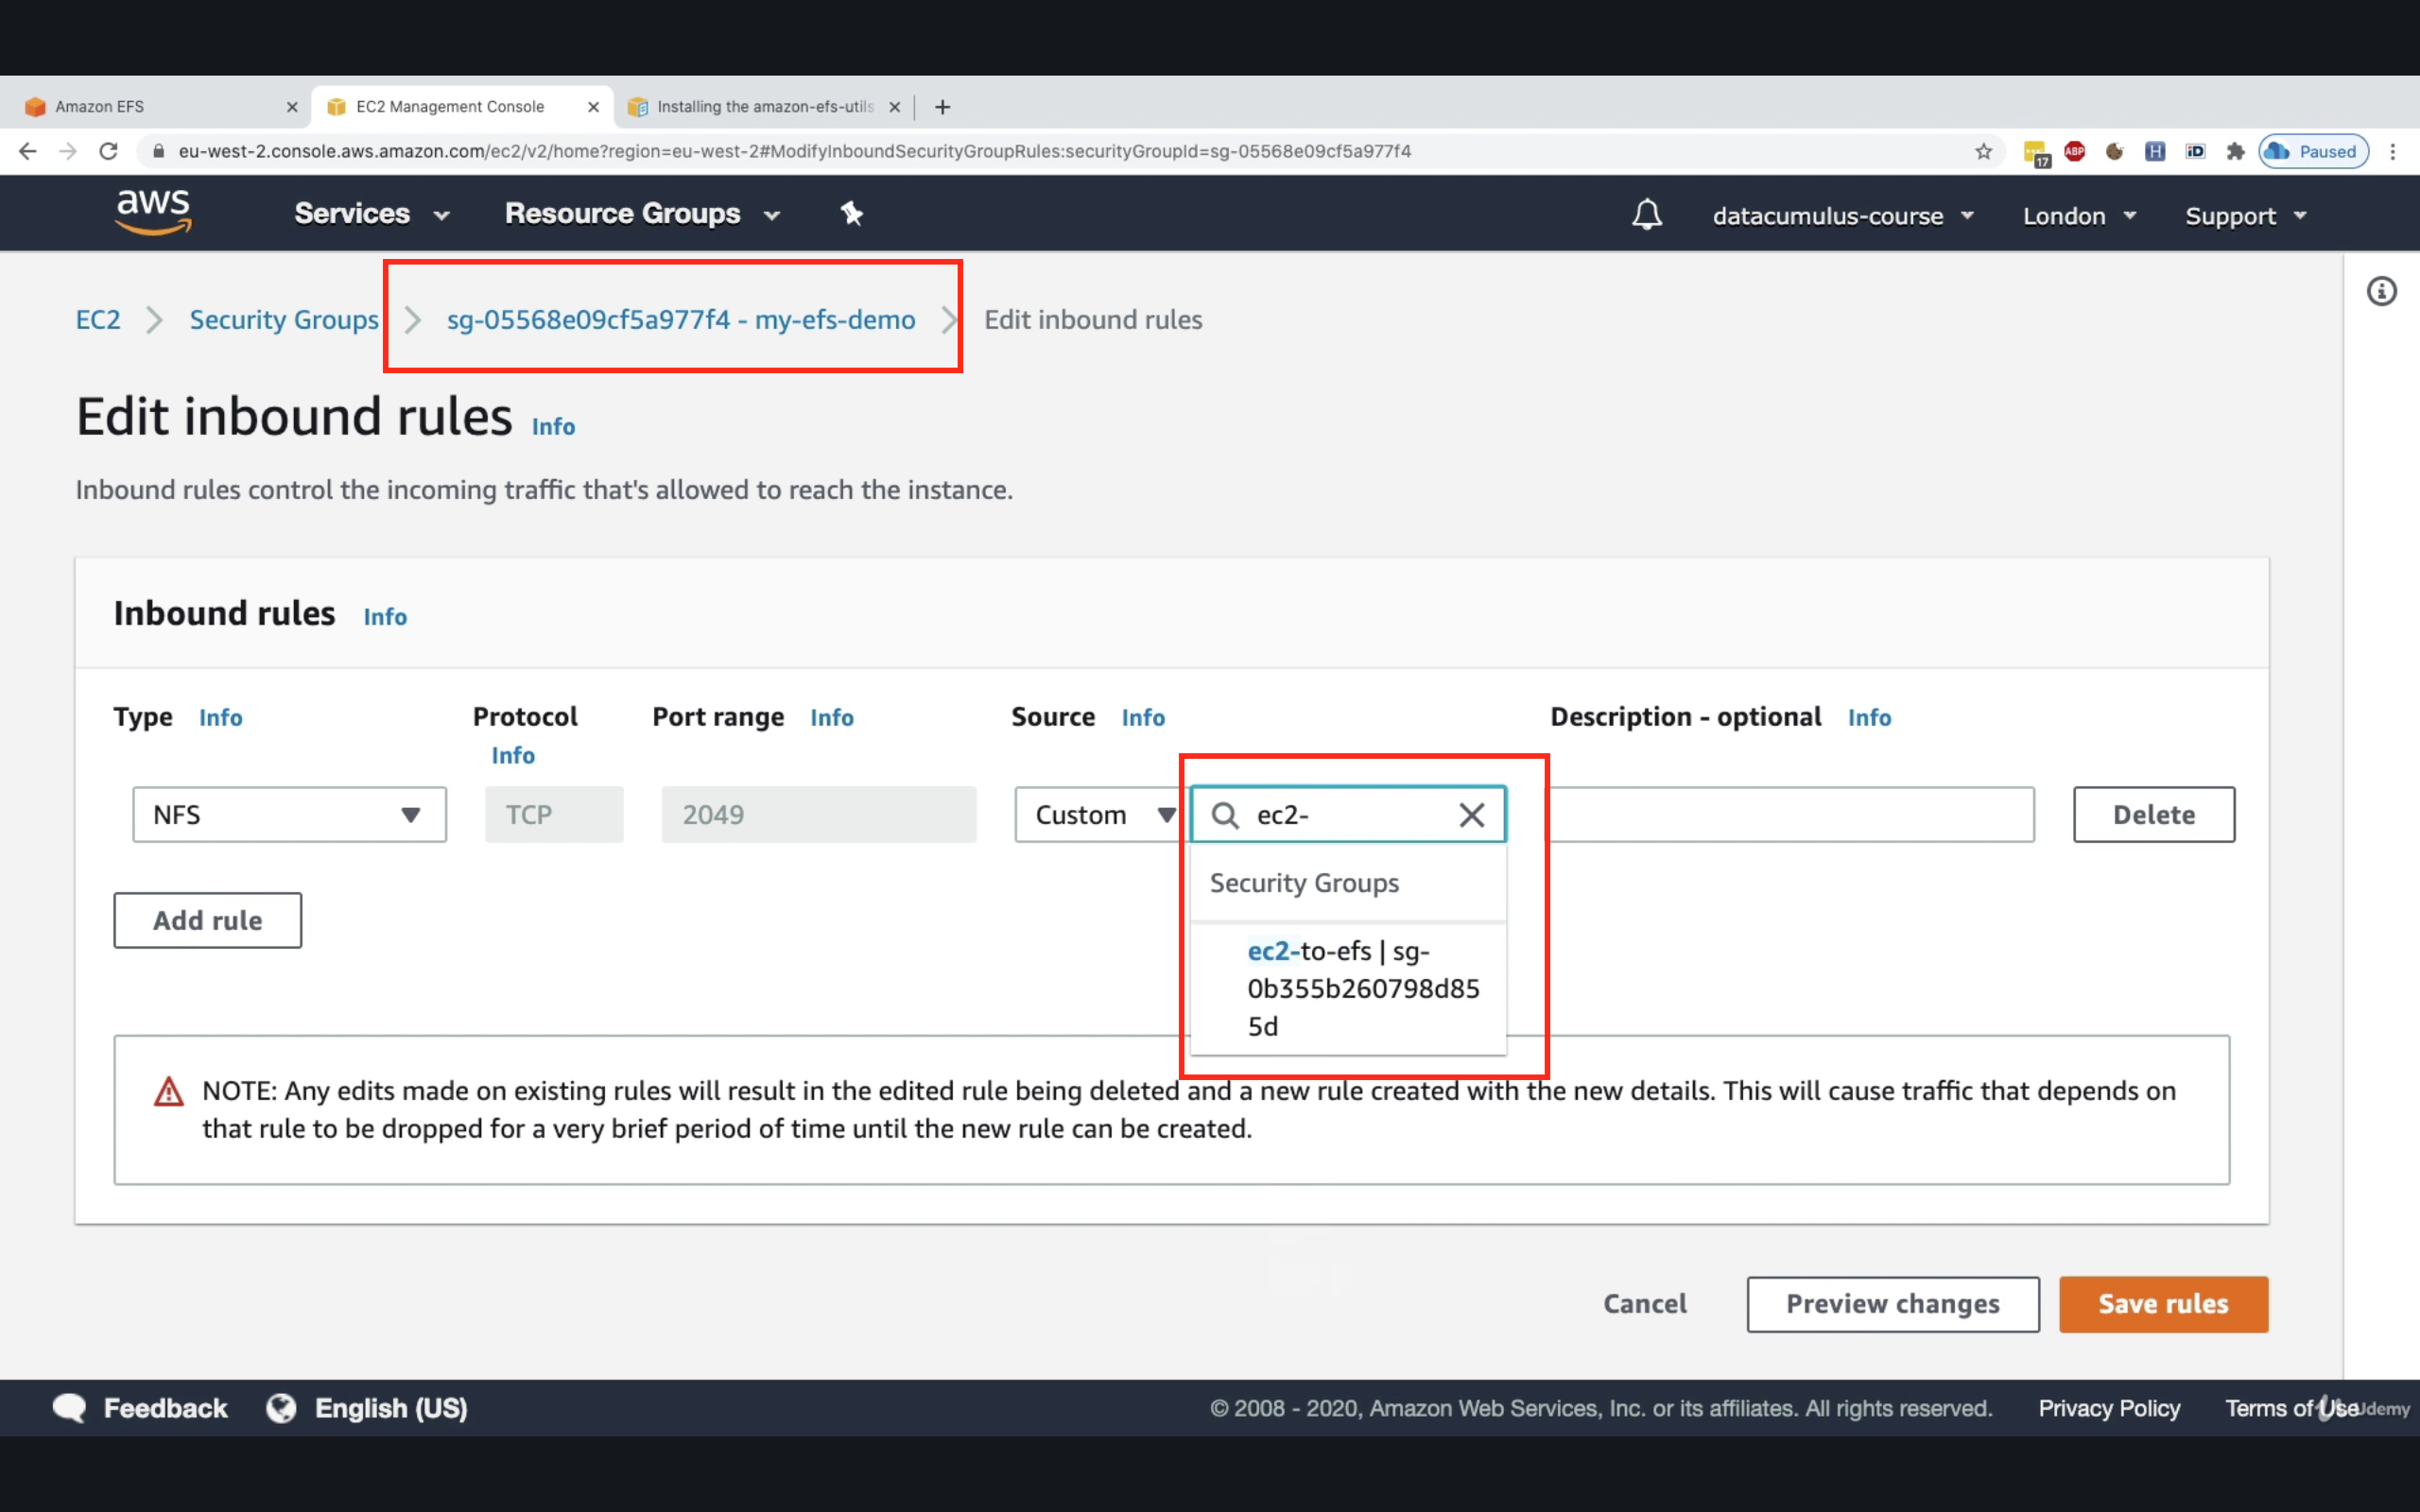 Amazon EFS
EC2 Management Console
Installing the amazon-efs-utils
eu-west-2.console.aws.amazon.com/ec2/v2/home?region=eu-west-2#ModifyInboundSecurityGroupRules:securityGroupId=sg-05568e09cf5a977f4
17
ABP
H
iD
Paused
aws
Services
Resource Groups
datacumulus-course
London
Support
EC2
Security Groups
sg-05568e09cf5a977f4 - my-efs-demo
Edit inbound rules
Edit inbound rules Info
Inbound rules control the incoming traffic that's allowed to reach the instance.
Inbound rules Info
Type Info
Protocol
Info
Port range Info
Source Info
Description - optional Info
NFS
TCP
2049
Custom
ec2-
Delete
Security Groups
ec2-to-efs | sg-
0b355b260798d85
5d
Add rule
NOTE: Any edits made on existing rules will result in the edited rule being deleted and a new rule created with the new details. This will cause traffic that depends on
that rule to be dropped for a very brief period of time until the new rule can be created.
Cancel
Preview changes
Save rules
Feedback
English (US)
© 2008 - 2020, Amazon Web Services, Inc. or its affiliates. All rights reserved.
Privacy Policy
Terms of Use
Udemy